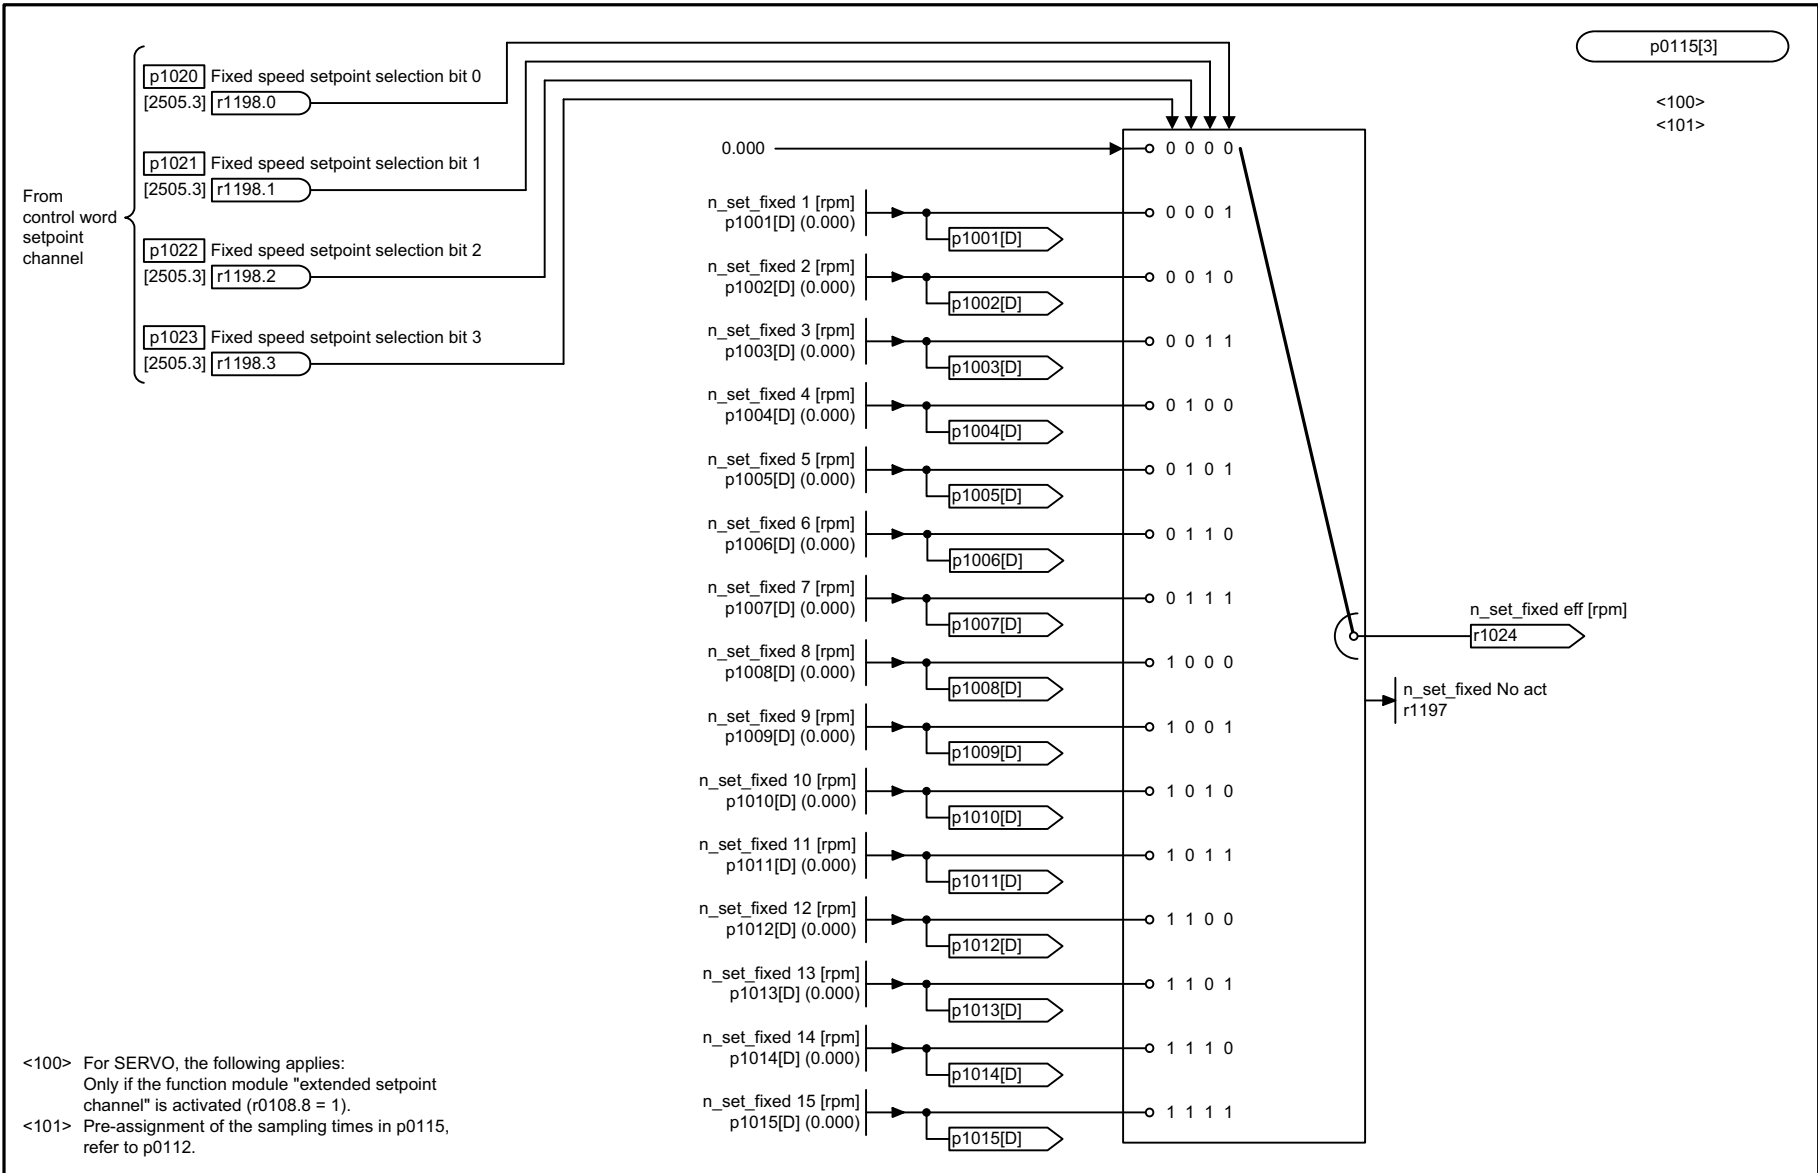 p0115[3]
<100>
<101>
From
control word
setpoint
channel
p1020 Fixed speed setpoint selection bit 0
[2505.3] r1198.0
p1021 Fixed speed setpoint selection bit 1
[2505.3] r1198.1
p1022 Fixed speed setpoint selection bit 2
[2505.3] r1198.2
p1023 Fixed speed setpoint selection bit 3
[2505.3] r1198.3
0.000
0 0 0 0
n_set_fixed 1 [rpm]
p1001[D] (0.000)
p1001[D]
0 0 0 1
n_set_fixed 2 [rpm]
p1002[D] (0.000)
p1002[D]
0 0 1 0
n_set_fixed 3 [rpm]
p1003[D] (0.000)
p1003[D]
0 0 1 1
n_set_fixed 4 [rpm]
p1004[D] (0.000)
p1004[D]
0 1 0 0
n_set_fixed 5 [rpm]
p1005[D] (0.000)
p1005[D]
0 1 0 1
n_set_fixed 6 [rpm]
p1006[D] (0.000)
p1006[D]
0 1 1 0
n_set_fixed 7 [rpm]
p1007[D] (0.000)
p1007[D]
0 1 1 1
n_set_fixed 8 [rpm]
p1008[D] (0.000)
p1008[D]
1 0 0 0
n_set_fixed 9 [rpm]
p1009[D] (0.000)
p1009[D]
1 0 0 1
n_set_fixed 10 [rpm]
p1010[D] (0.000)
p1010[D]
1 0 1 0
n_set_fixed 11 [rpm]
p1011[D] (0.000)
p1011[D]
1 0 1 1
n_set_fixed 12 [rpm]
p1012[D] (0.000)
p1012[D]
1 1 0 0
n_set_fixed 13 [rpm]
p1013[D] (0.000)
p1013[D]
1 1 0 1
n_set_fixed 14 [rpm]
p1014[D] (0.000)
p1014[D]
1 1 1 0
n_set_fixed 15 [rpm]
p1015[D] (0.000)
p1015[D]
1 1 1 1
n_set_fixed eff [rpm]
r1024
n_set_fixed No act
r1197
<100> For SERVO, the following applies:
Only if the function module "extended setpoint
channel" is activated (r0108.8 = 1).
<101> Pre-assignment of the sampling times in p0115,
refer to p0112.